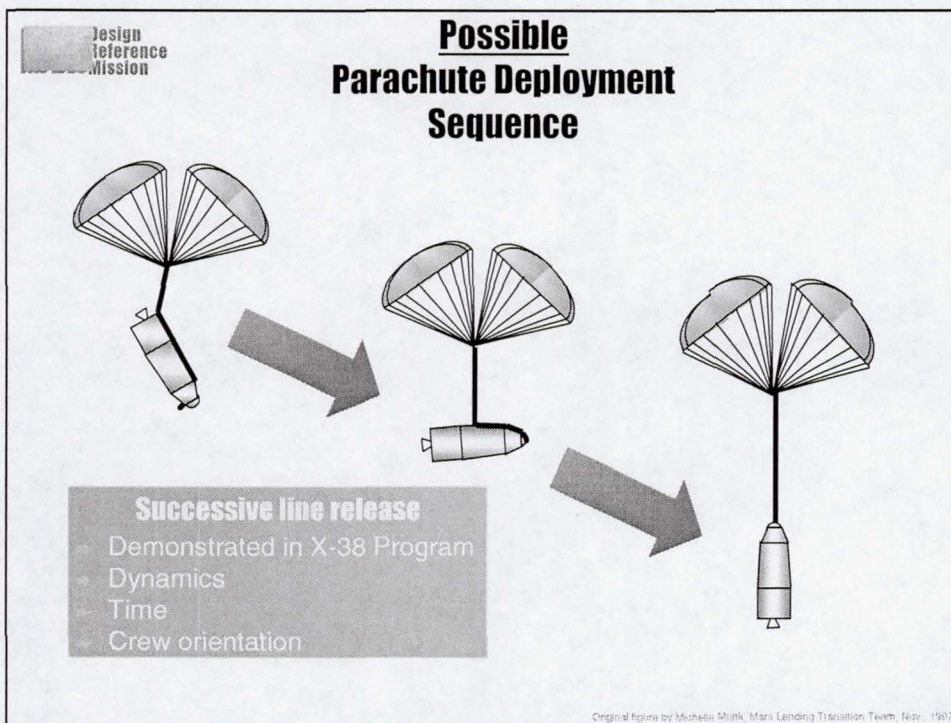 Design
Reference
Mission
Possible
Parachute Deployment
Sequence
Successive line release
Demonstrated in X-38 Program
Dynamics
Time
Crew orientation
Original figure by Michelle Munk, Mars Landing Transition Team, Nov.